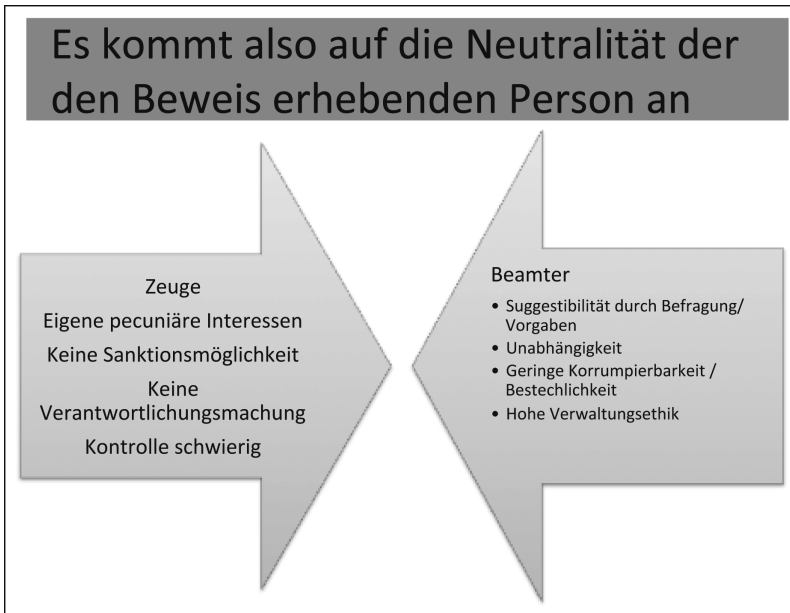 Es kommt also auf die Neutralität der
den Beweis erhebenden Person an
Zeuge
Eigene pecuniäre Interessen
Keine Sanktionsmöglichkeit
Keine
Verantwortlichungsmachung
Kontrolle schwierig
Beamter
• Suggestibilität durch Befragung/
Vorgaben
• Unabhängigkeit
• Geringe Korrumpierbarkeit /
Bestechlichkeit
• Hohe Verwaltungsethik